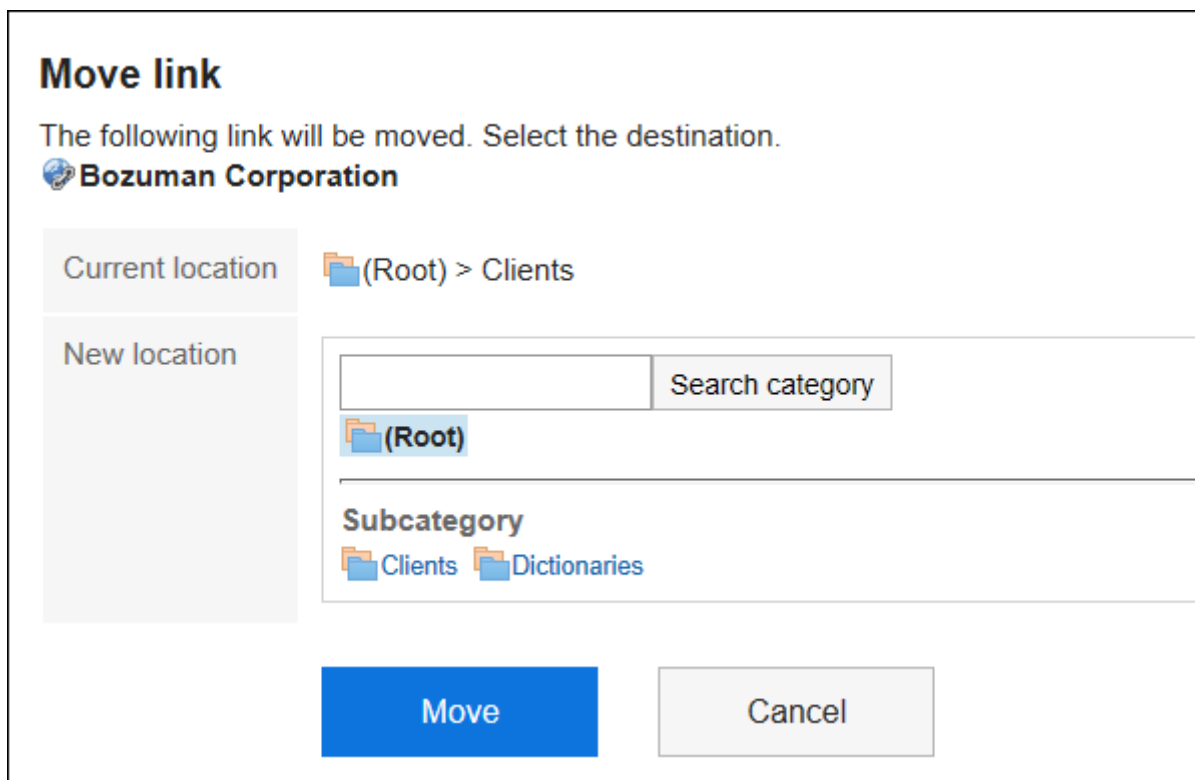 Move link
The following link will be moved. Select the destination.
Bozuman Corporation
Current location
(Root) > Clients
New location
Search category
(Root)
Subcategory
Clients Dictionaries
Move Cancel